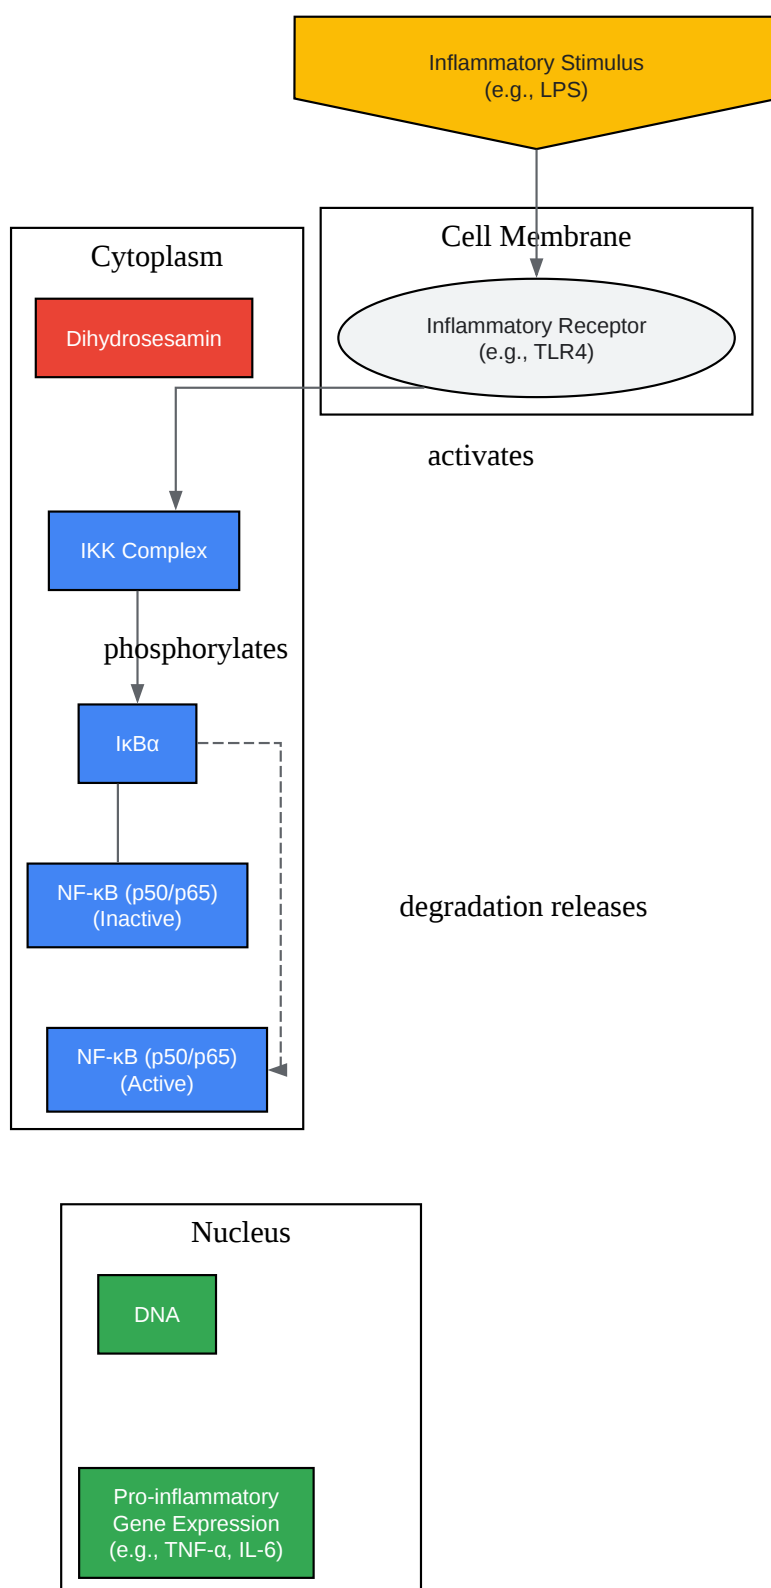 Inflammatory Stimulus
(e.g., LPS)
Cell Membrane
Cytoplasm
Inflammatory Receptor
(e.g., TLR4)
Dihydrosesamin
activates
IKK Complex
phosphorylates
IκBα
NF-κB (p50/p65)
(Inactive)
degradation releases
NF-κB (p50/p65)
(Active)
Nucleus
DNA
Pro-inflammatory
Gene Expression
(e.g., TNF-α, IL-6)